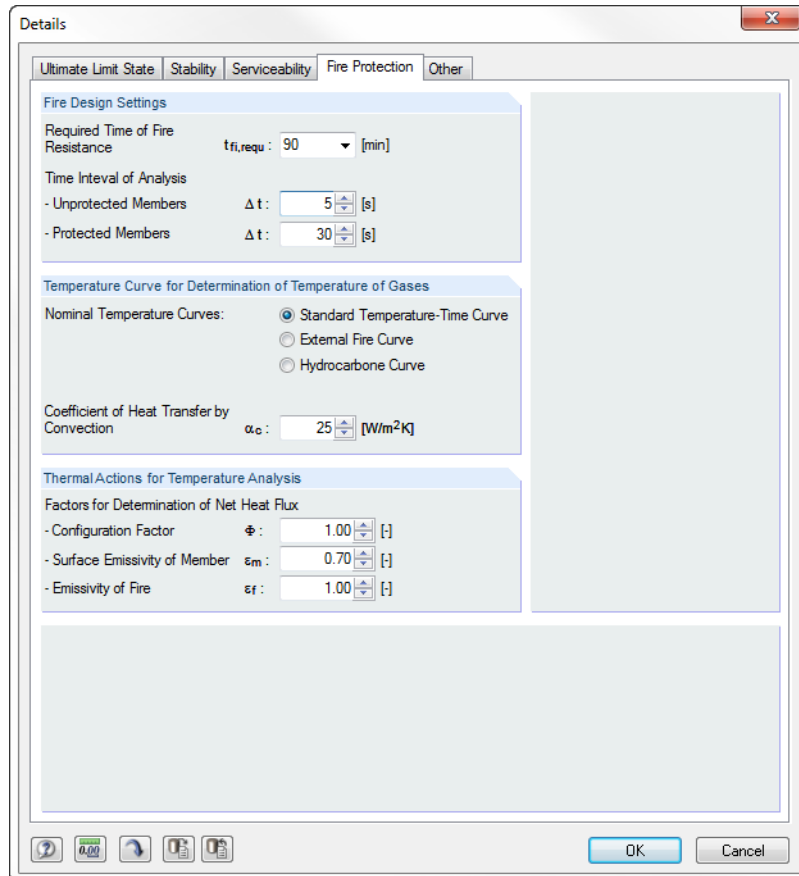 Details
Ultimate Limit State Stability Serviceability Fire Protection Other
Fire Design Settings
Required Time of Fire
Resistance tfi,requ : 90 [min]
Time Inteval of Analysis
- Unprotected Members Δ t : 5 [s]
- Protected Members Δ t : 30 [s]
Temperature Curve for Determination of Temperature of Gases
Nominal Temperature Curves: Standard Temperature-Time Curve
External Fire Curve
Hydrocarbone Curve
Coefficient of Heat Transfer by
Convection αc : 25 [W/m2K]
Thermal Actions for Temperature Analysis
Factors for Determination of Net Heat Flux
- Configuration Factor Φ : 1.00 [-]
- Surface Emissivity of Member εm : 0.70 [-]
- Emissivity of Fire εf : 1.00 [-]
0.00 OK Cancel